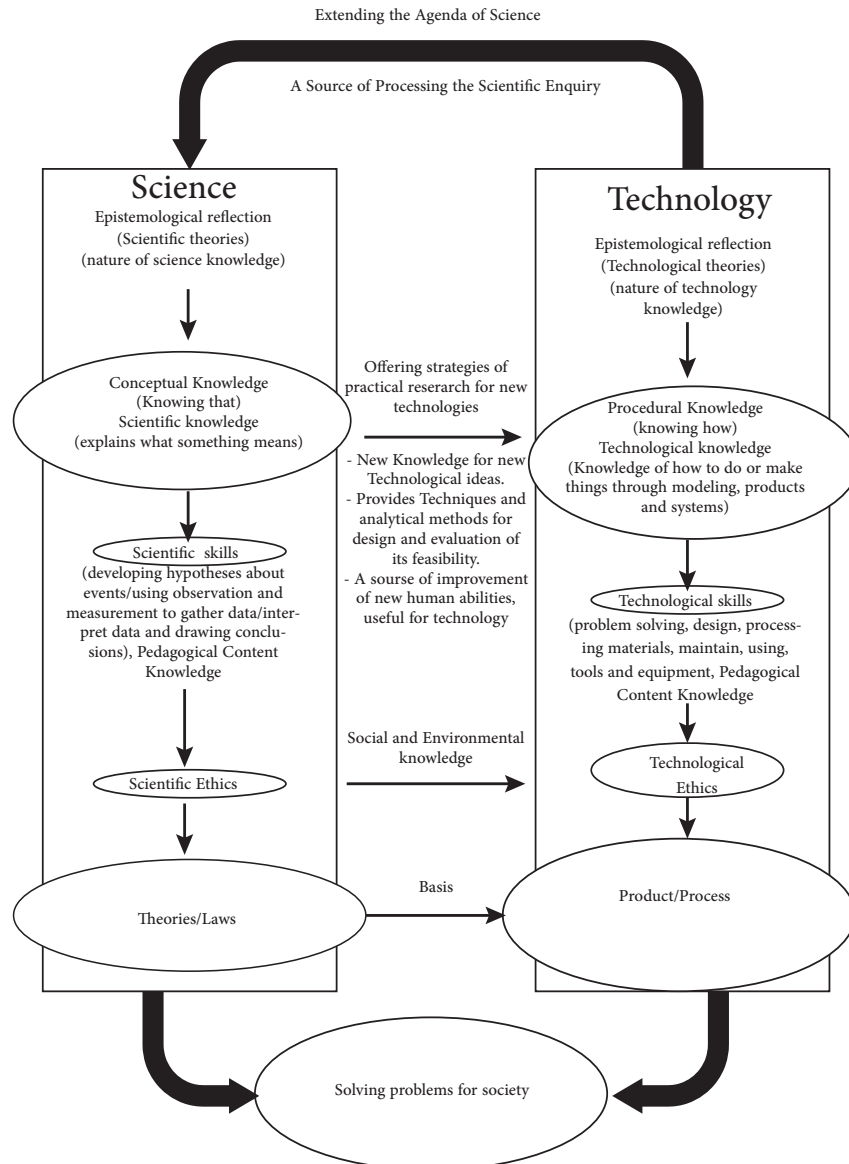 Extending the Agenda of Science
A Source of Processing the Scientific Enquiry
Science
Epistemological reflection
(Scientific theories)
(nature of science knowledge)
Conceptual Knowledge
(Knowing that)
Scientific knowledge
(explains what something means)
Scientific skills
(developing hypotheses about
events/using observation and
measurement to gather data/inter-
pret data and drawing conclu-
sions), Pedagogical Content
Knowledge
Scientific Ethics
Theories/Laws
Offering strategies of
practical resrarch for new
technologies
- New Knowledge for new
Technological ideas.
- Provides Techniques and
analytical methods for
design and evaluation of
its feasibility.
- A sourse of improvement
of new human abilities,
useful for technology
Social and Environmental
knowledge
Basis
Technology
Epistemological reflection
(Technological theories)
(nature of technology
knowledge)
Procedural Knowledge
(knowing how)
Technological knowledge
(Knowledge of how to do or make
things through modeling, products
and systems)
Technological skills
(problem solving, design, process-
ing materials, maintain, using,
tools and equipment, Pedagogical
Content Knowledge
Technological
Ethics
Product/Process
Solving problems for society